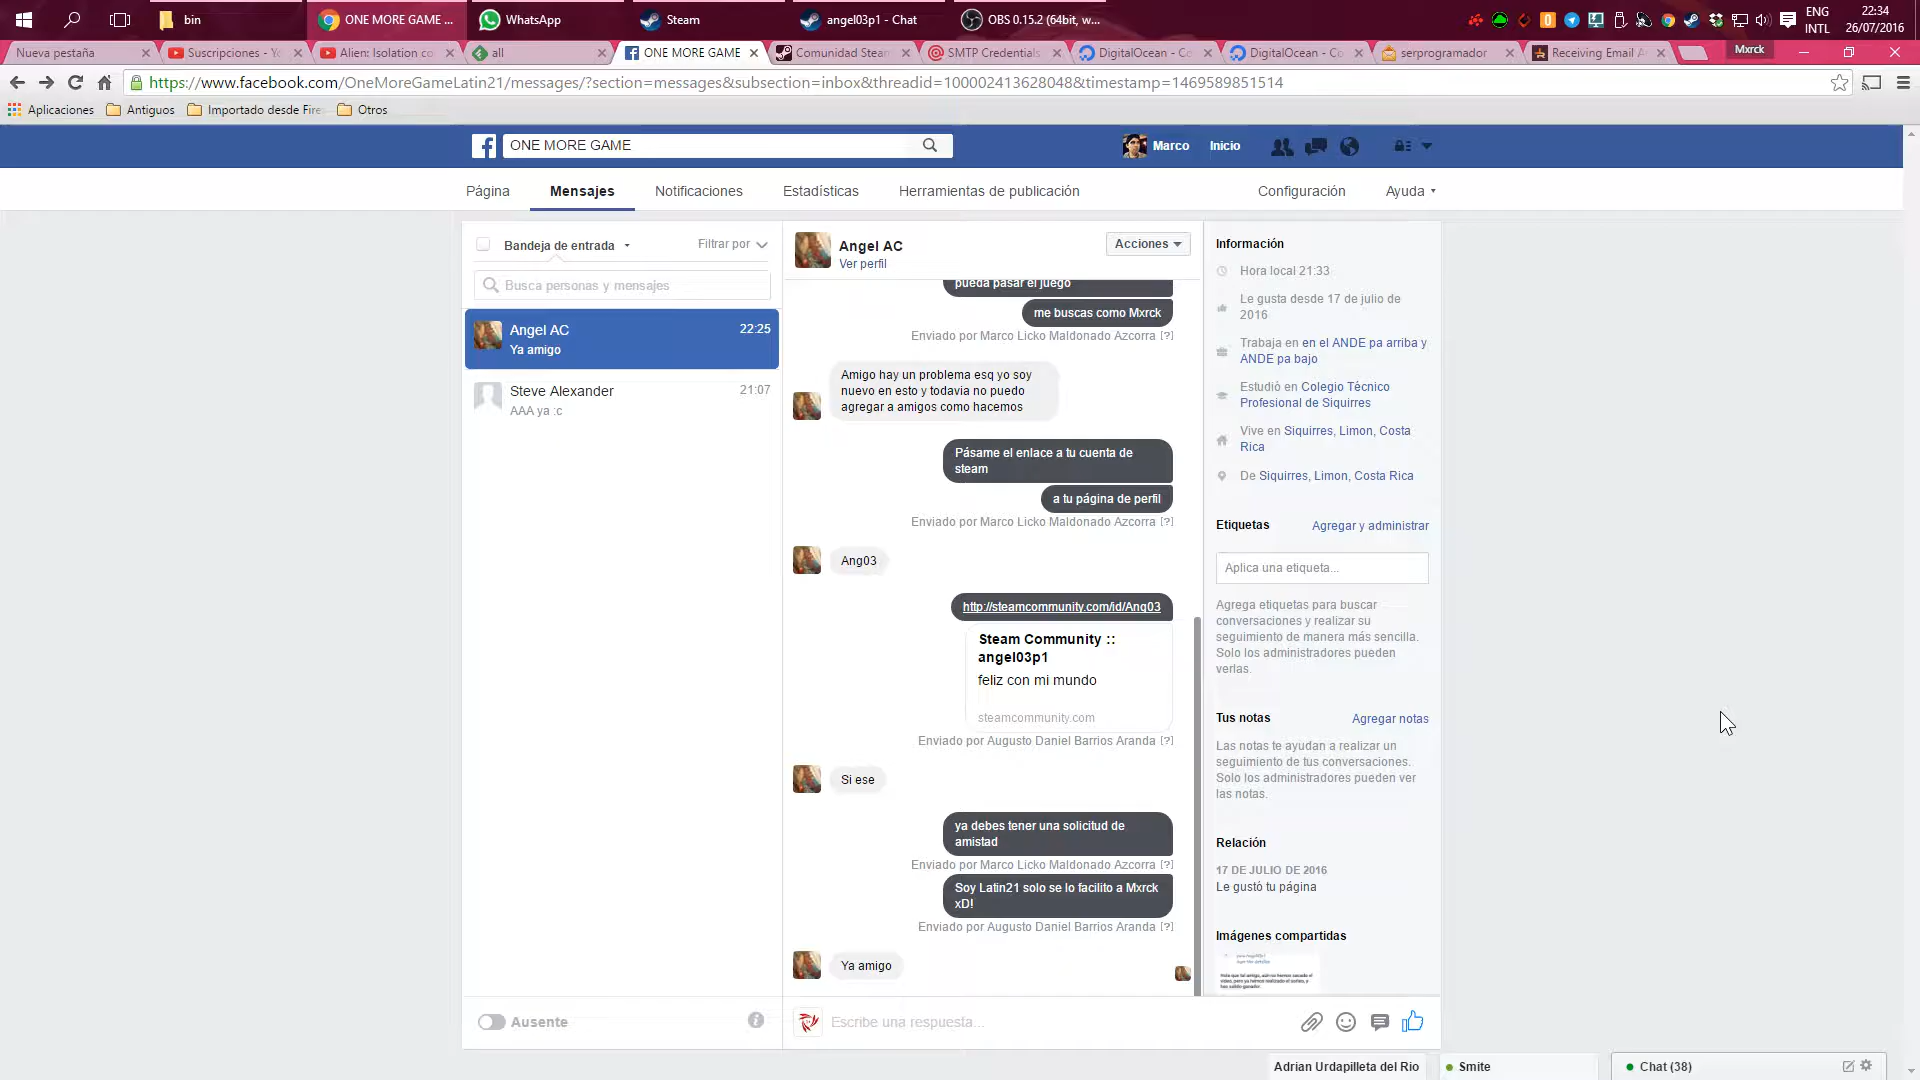 bin
ONE MORE GAME ...
WhatsApp
Steam
angel03p1 - Chat
OBS 0.15.2 (64bit, w...
ENG
INTL
22:34
26/07/2016
Nueva pestaña
Suscripciones - Yo
Alien: Isolation co
all
ONE MORE GAME
Comunidad Steam
SMTP Credentials
DigitalOcean - Co
DigitalOcean - Co
serprogramador
Receiving Email A
Mxrck
https://www.facebook.com/OneMoreGameLatin21/messages/?section=messages&subsection=inbox&threadid=100002413628048&timestamp=1469589851514
Aplicaciones
Antiguos
Importado desde Fire
Otros
ONE MORE GAME
Marco
Inicio
Página
Mensajes
Notificaciones
Estadísticas
Herramientas de publicación
Configuración
Ayuda
Bandeja de entrada
Filtrar por
Busca personas y mensajes
Angel AC
22:25
Ya amigo
Steve Alexander
21:07
AAA ya :c
Ausente
Angel AC
Ver perfil
Acciones
pueda pasar el juego
me buscas como Mxrck
Enviado por Marco Licko Maldonado Azcorra [?]
Amigo hay un problema esq yo soy
nuevo en esto y todavia no puedo
agregar a amigos como hacemos
Pásame el enlace a tu cuenta de
steam
a tu página de perfil
Enviado por Marco Licko Maldonado Azcorra [?]
Ang03
http://steamcommunity.com/id/Ang03
Steam Community ::
angel03p1
feliz con mi mundo
steamcommunity.com
Enviado por Augusto Daniel Barrios Aranda [?]
Si ese
ya debes tener una solicitud de
amistad
Enviado por Marco Licko Maldonado Azcorra [?]
Soy Latin21 solo se lo facilito a Mxrck
xD!
Enviado por Augusto Daniel Barrios Aranda [?]
Ya amigo
Escribe una respuesta...
Información
Hora local 21:33
Le gusta desde 17 de julio de
2016
Trabaja en en el ANDE pa arriba y
ANDE pa bajo
Estudió en Colegio Técnico
Profesional de Siquirres
Vive en Siquirres, Limon, Costa
Rica
De Siquirres, Limon, Costa Rica
Etiquetas
Agregar y administrar
Aplica una etiqueta...
Agrega etiquetas para buscar
conversaciones y realizar su
seguimiento de manera más sencilla.
Solo los administradores pueden
verlas.
Tus notas
Agregar notas
Las notas te ayudan a realizar un
seguimiento de tus conversaciones.
Solo los administradores pueden ver
las notas.
Relación
17 DE JULIO DE 2016
Le gustó tu página
Imágenes compartidas
Adrian Urdapilleta del Rio
Smite
Chat (38)